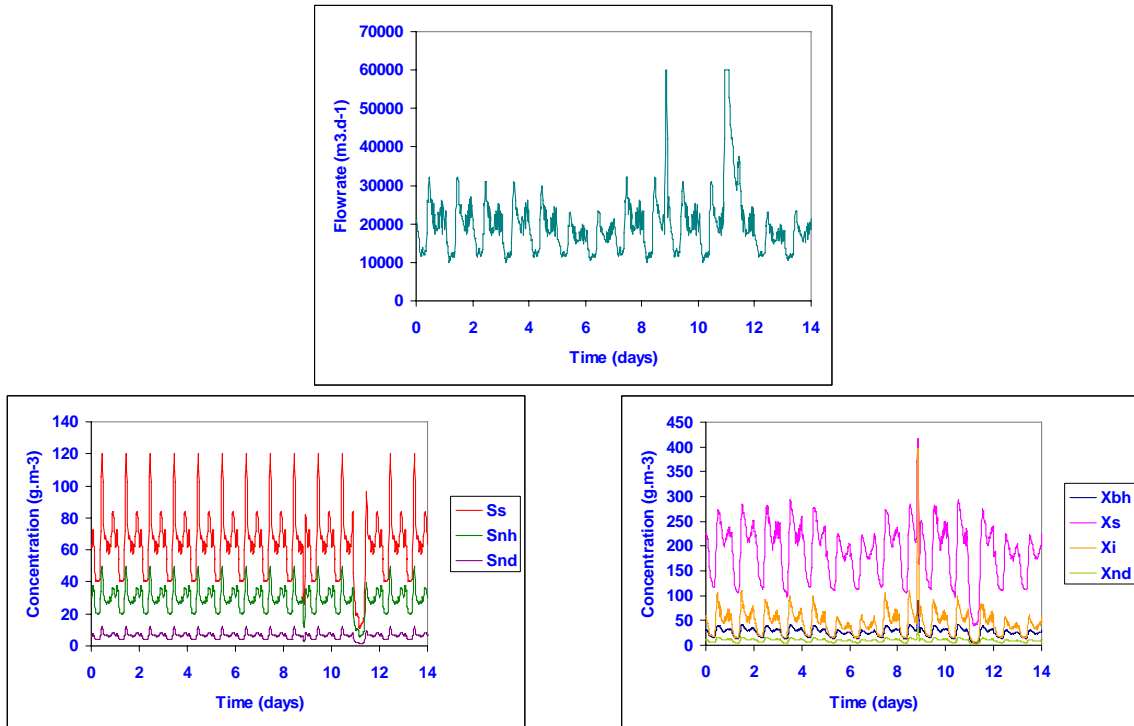 70000
60000
50000
40000
30000
20000
10000
0
Flowrate (m3.d-1)
0 2 4 6 8 10 12 14
Time (days)
140
120
100
80
60
40
20
0
Concentration (g.m-3)
0 2 4 6 8 10 12 14
Time (days)
Ss
Snh
Snd
450
400
350
300
250
200
150
100
50
0
Concentration (g.m-3)
0 2 4 6 8 10 12 14
Time (days)
Xbh
Xs
Xi
Xnd